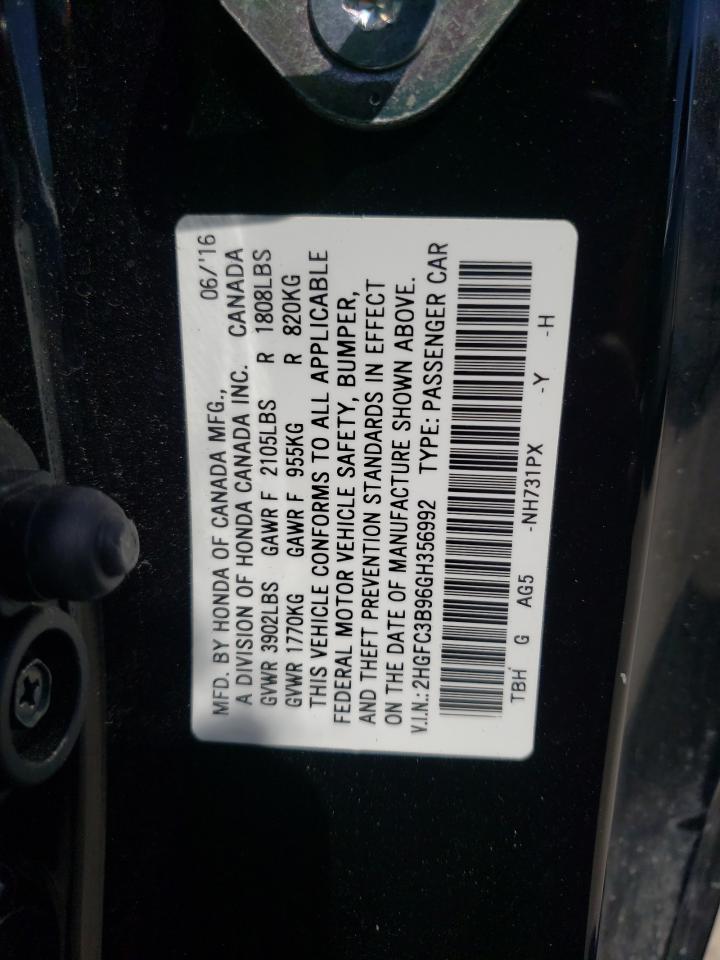 MFD. BY HONDA OF CANADA MFG., 06/'16
A DIVISION OF HONDA CANADA INC. CANADA
GVWR 3902LBS GAWR F 2105LBS R 1808LBS
GVWR 1770KG GAWR F 955KG R 820KG
THIS VEHICLE CONFORMS TO ALL APPLICABLE
FEDERAL MOTOR VEHICLE SAFETY, BUMPER,
AND THEFT PREVENTION STANDARDS IN EFFECT
ON THE DATE OF MANUFACTURE SHOWN ABOVE.
V.I.N.: 2HGFC3B96GH356992 TYPE: PASSENGER CAR
TBH G AG5 -NH731PX -Y -H